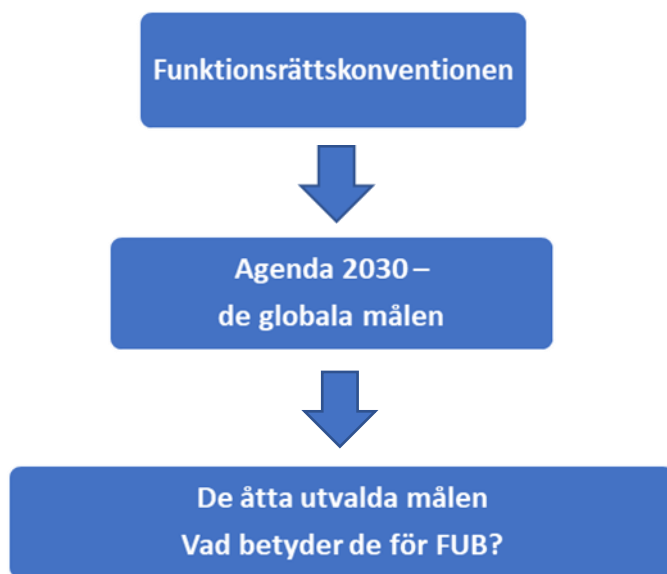 Funktionsrättskonventionen
Agenda 2030 –
de globala målen
De åtta utvalda målen
Vad betyder de för FUB?